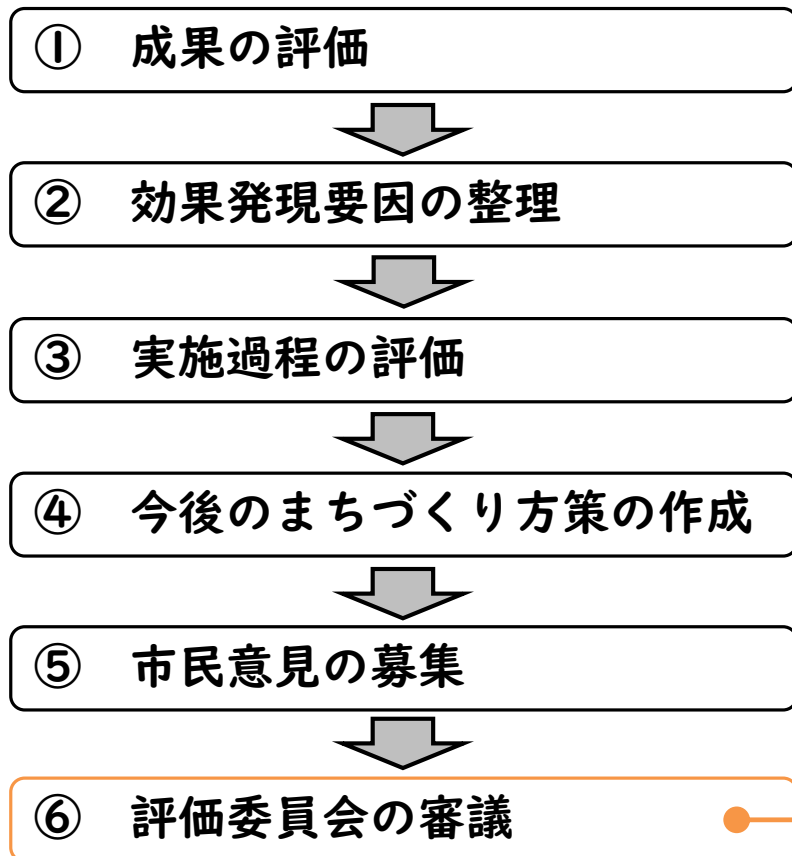 ① 成果の評価
② 効果発現要因の整理
③ 実施過程の評価
④ 今後のまちづくり方策の作成
⑤ 市民意見の募集
⑥ 評価委員会の審議